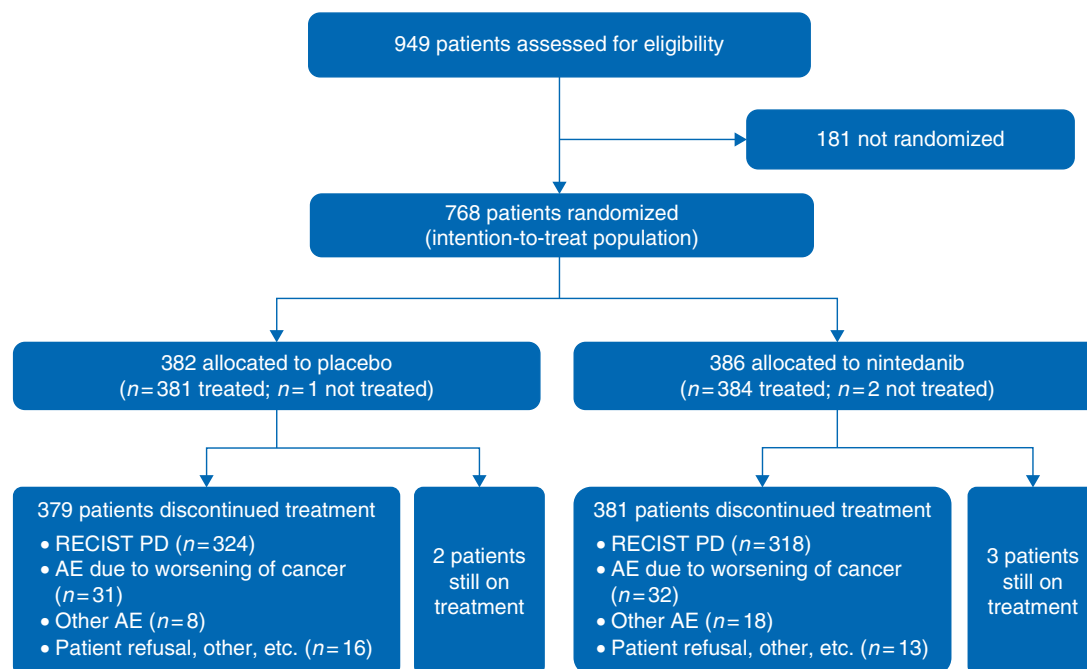 949 patients assessed for eligibility
181 not randomized
768 patients randomized
(intention-to-treat population)
382 allocated to placebo
(n=381 treated; n=1 not treated)
386 allocated to nintedanib
(n=384 treated; n=2 not treated)
379 patients discontinued treatment
• RECIST PD (n=324)
• AE due to worsening of cancer
(n=31)
• Other AE (n=8)
• Patient refusal, other, etc. (n=16)
2 patients
still on
treatment
381 patients discontinued treatment
• RECIST PD (n=318)
• AE due to worsening of cancer
(n=32)
• Other AE (n=18)
• Patient refusal, other, etc. (n=13)
3 patients
still on
treatment